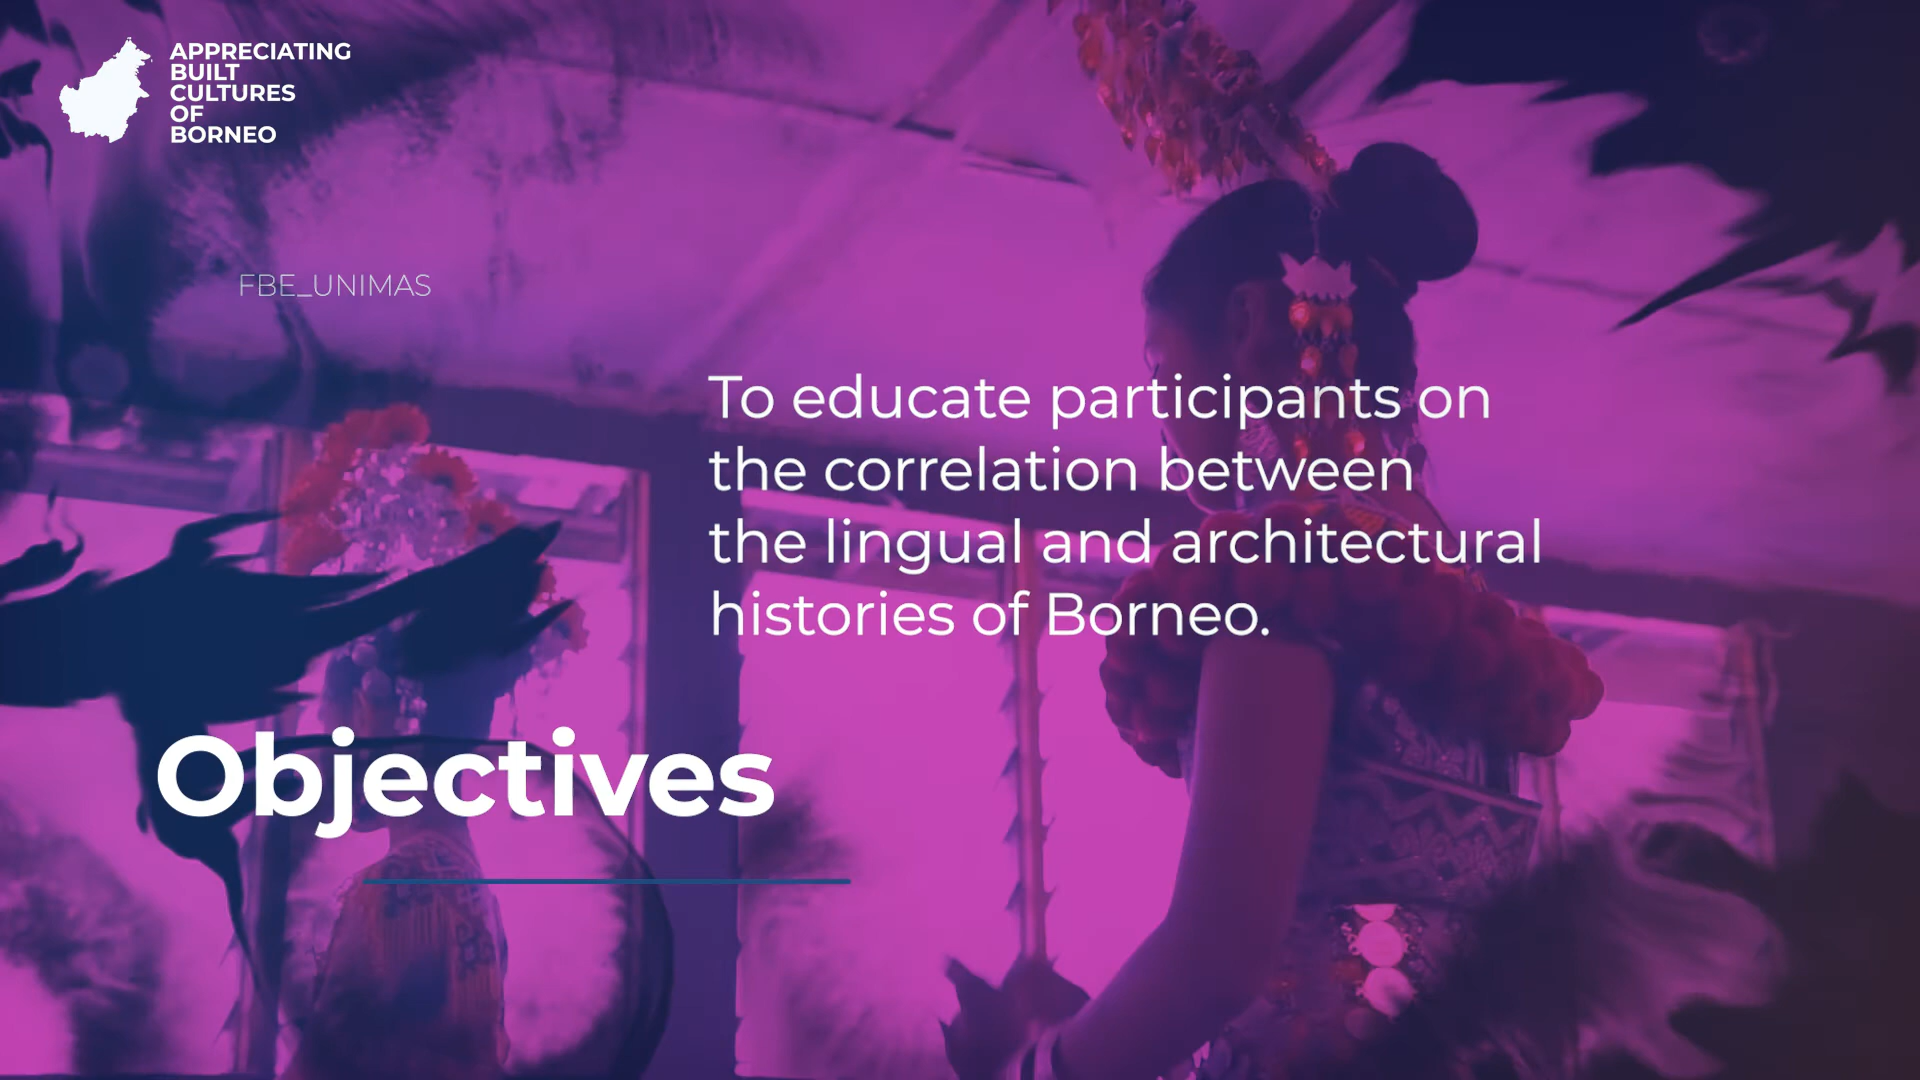 APPRECIATING
BUILT
CULTURES
OF
BORNEO
FBE_UNIMAS
To educate participants on
the correlation between
the lingual and architectural
histories of Borneo.
Objectives